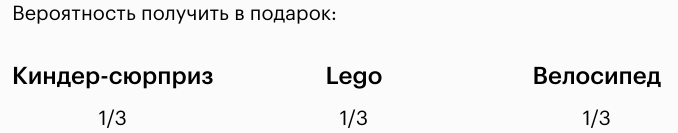 Вероятность получить в подарок:
Киндер-сюрприз Lego Велосипед
1/3 1/3 1/3